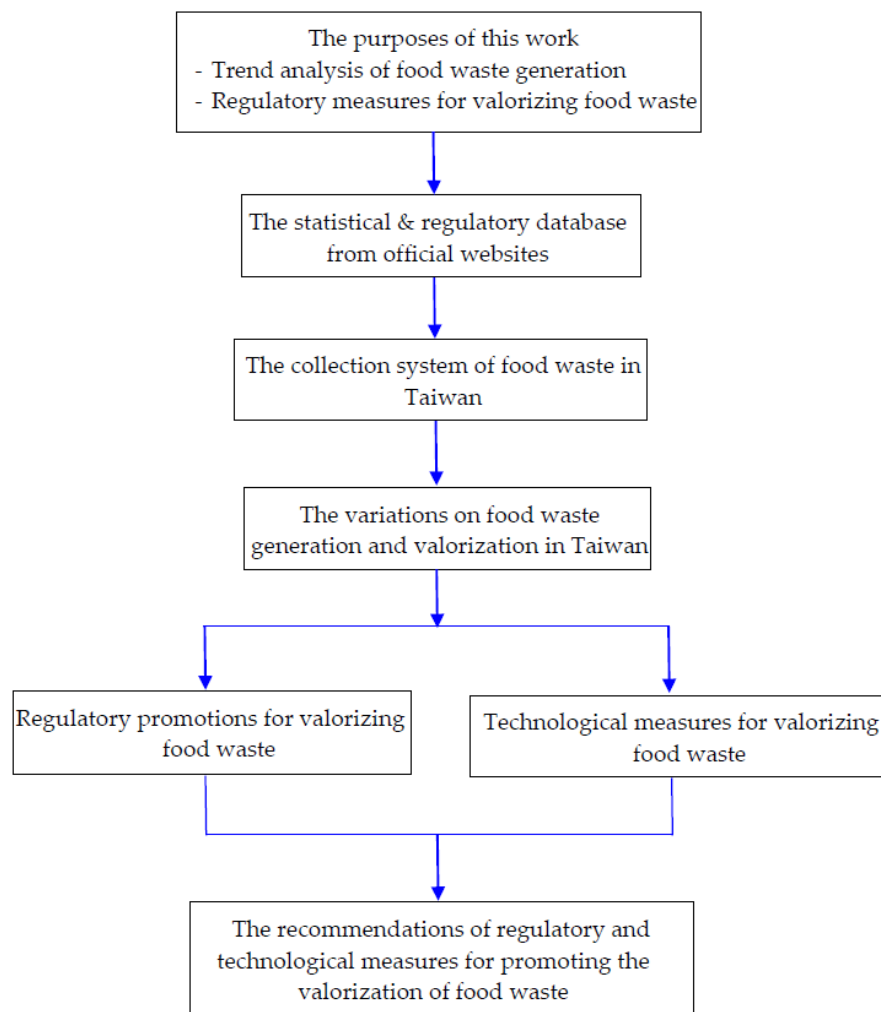 The purposes of this work
- Trend analysis of food waste generation
- Regulatory measures for valorizing food waste
The statistical & regulatory database
from official websites
The collection system of food waste in
Taiwan
The variations on food waste
generation and valorization in Taiwan
Regulatory promotions for valorizing
food waste
Technological measures for valorizing
food waste
The recommendations of regulatory and
technological measures for promoting the
valorization of food waste